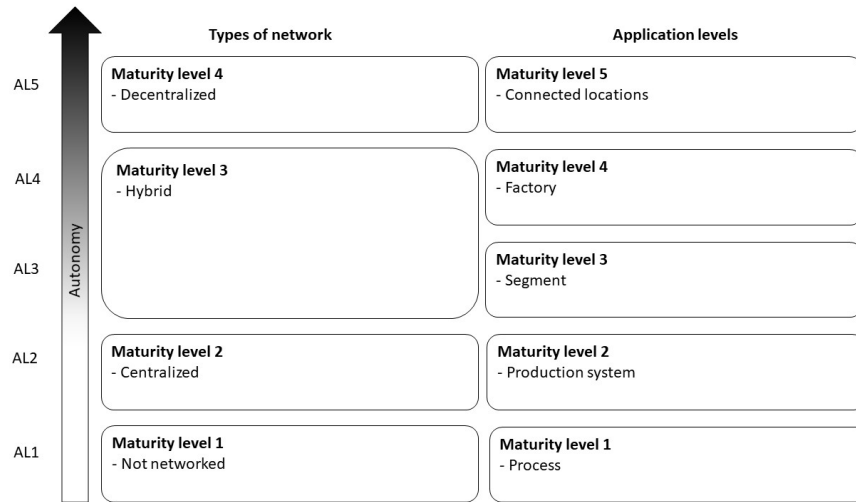 Types of network
Application levels
AL5
Maturity level 4
- Decentralized
Maturity level 5
- Connected locations
AL4
Maturity level 3
- Hybrid
Maturity level 4
- Factory
Autonomy
AL3
Maturity level 3
- Segment
AL2
Maturity level 2
- Centralized
Maturity level 2
- Production system
AL1
Maturity level 1
- Not networked
Maturity level 1
- Process